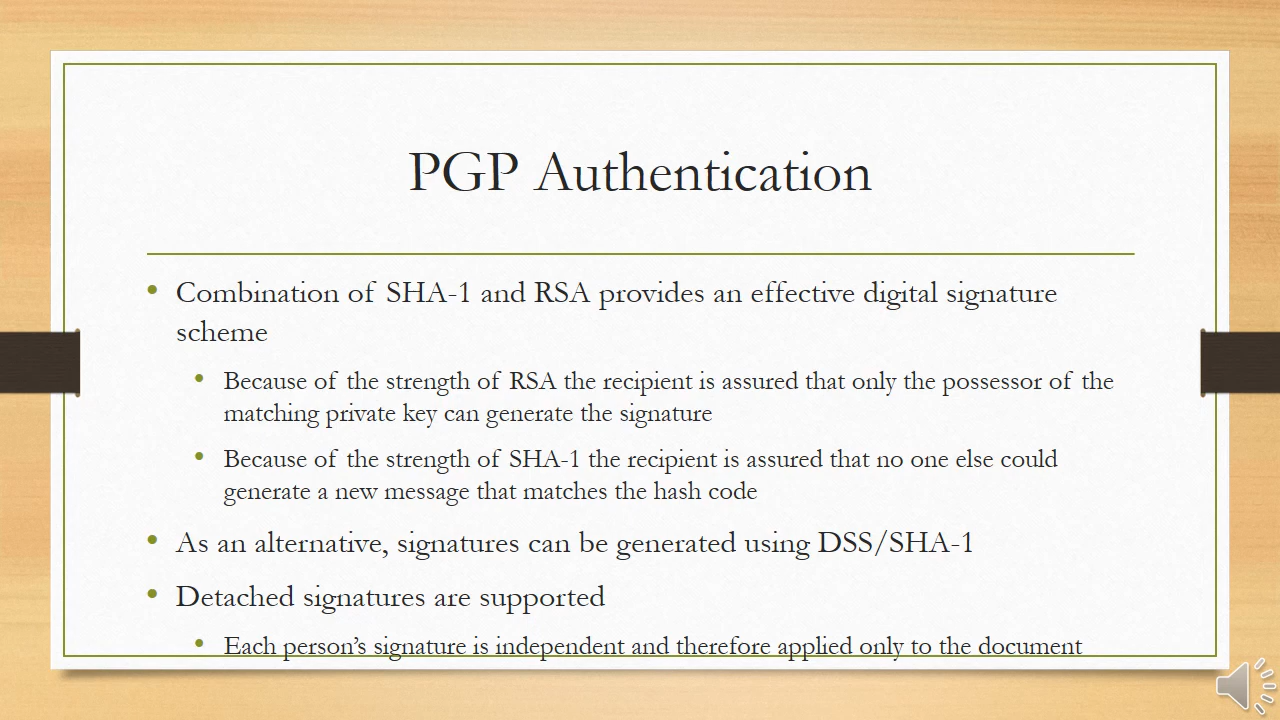 PGP Authentication
• Combination of SHA-1 and RSA provides an effective digital signature
scheme
• Because of the strength of RSA the recipient is assured that only the possessor of the
matching private key can generate the signature
• Because of the strength of SHA-1 the recipient is assured that no one else could
generate a new message that matches the hash code
• As an alternative, signatures can be generated using DSS/SHA-1
• Detached signatures are supported
• Each person’s signature is independent and therefore applied only to the document